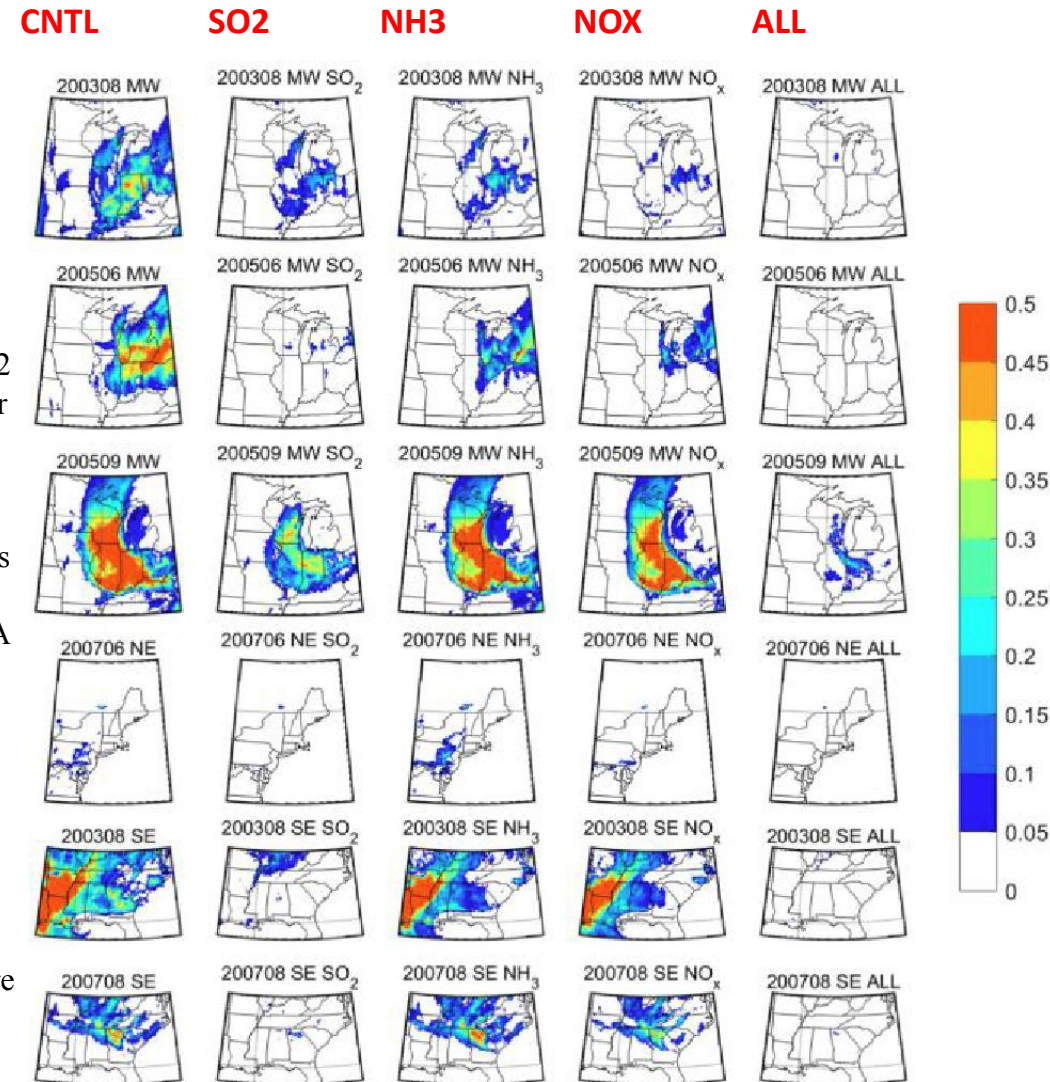 CNTL SO2 NH3 NOX ALL
200308 MW 200308 MW SO2 200308 MW NH3 200308 MW NOx 200308 MW ALL
200506 MW 200506 MW SO2 200506 MW NH3 200506 MW NOx 200506 MW ALL
0.5
0.45
2
r
0.4
200509 MW 200509 MW SO2 200509 MW NH3 200509 MW NOx 200509 MW ALL
0.35
0.3
s
0.25
A
200706 NE 200706 NE SO2 200706 NE NH3 200706 NE NOx 200706 NE ALL
0.2
0.15
0.1
200308 SE 200308 SE SO2 200308 SE NH3 200308 SE NOx 200308 SE ALL
0.05
0
re
200708 SE 200708 SE SO2 200708 SE NH3 200708 SE NOx 200708 SE ALL